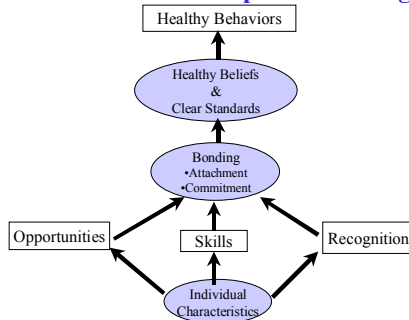 Healthy Behaviors
Healthy Beliefs
&
Clear Standards
Bonding
•Attachment
•Commitment
Opportunities
Skills
Recognition
Individual
Characteristics